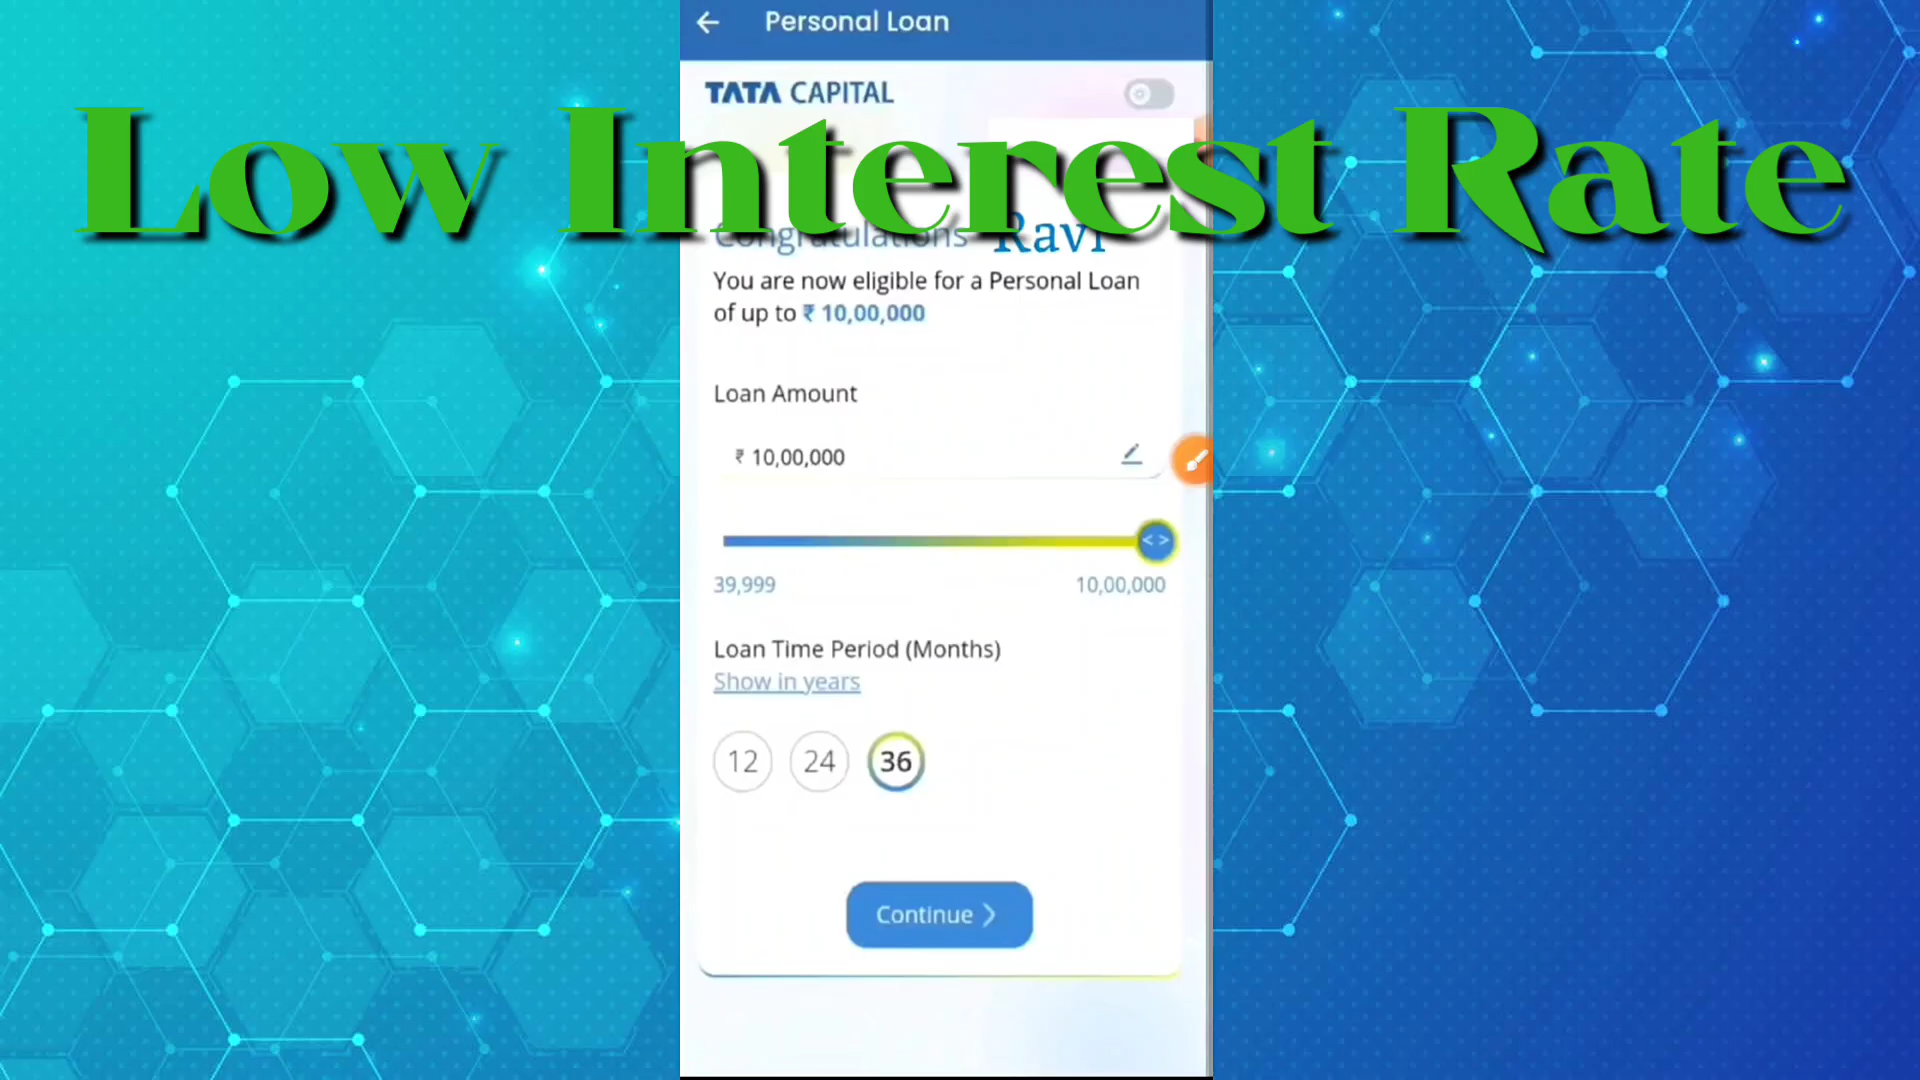 Personal Loan
TATA CAPITAL
Low Interest Rate
Congratulations Ravi
You are now eligible for a Personal Loan
of up to ₹ 10,00,000
Loan Amount
₹ 10,00,000
39,999 10,00,000
Loan Time Period (Months)
Show in years
12 24 36
Continue